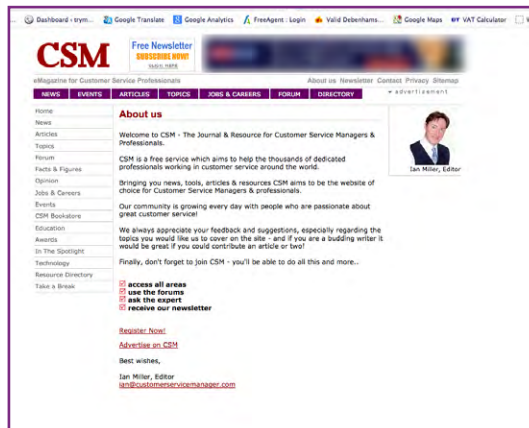 Dashboard - trym...
Google Translate
Google Analytics
FreeAgent : Login
Valid Debenhams...
Google Maps
VAT Calculator
CSM
Free Newsletter
SUBSCRIBE NOW!
CLICK HERE
eMagazine for Customer Service Professionals
About us Newsletter Contact Privacy Sitemap
NEWS EVENTS ARTICLES TOPICS JOBS & CAREERS FORUM DIRECTORY
advertisement
Home
News
Articles
Topics
Forum
Facts & Figures
Opinion
Jobs & Careers
Events
CSM Bookstore
Education
Awards
In The Spotlight
Technology
Resource Directory
Take a Break
About us
Welcome to CSM - The Journal & Resource for Customer Service Managers &
Professionals.
CSM is a free service which aims to help the thousands of dedicated
professionals working in customer service around the world.
Bringing you news, tools, articles & resources CSM aims to be the website of
choice for Customer Service Managers & professionals.
Our community is growing every day with people who are passionate about
great customer service!
We always appreciate your feedback and suggestions, especially regarding the
topics you would like us to cover on the site - and if you are a budding writer it
would be great if you could contribute an article or two!
Finally, don't forget to join CSM - you'll be able to do all this and more...
access all areas
use the forums
ask the expert
receive our newsletter
Register Now!
Advertise on CSM
Best wishes,
Ian Miller, Editor
ian@customerservicemanager.com
Ian Miller, Editor